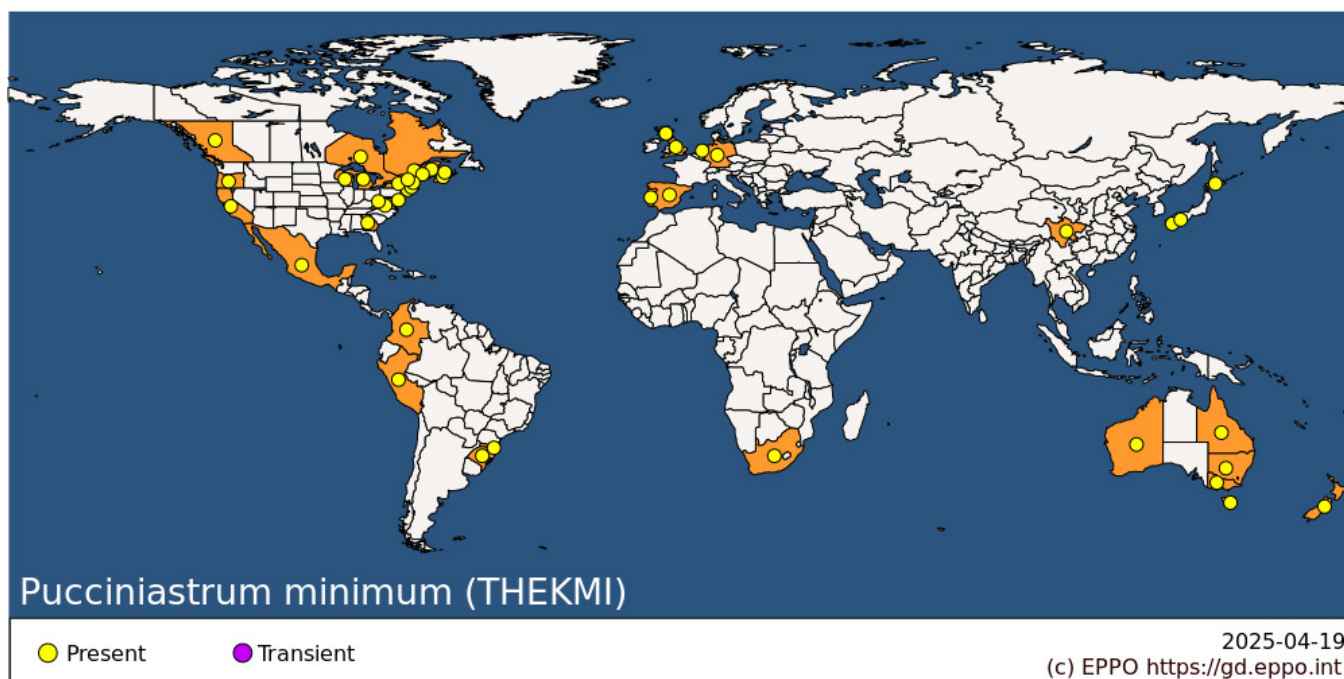 Pucciniastrum minimum (THEKMI)
Present
Transient
2025-04-19
(c) EPPO https://gd.eppo.int